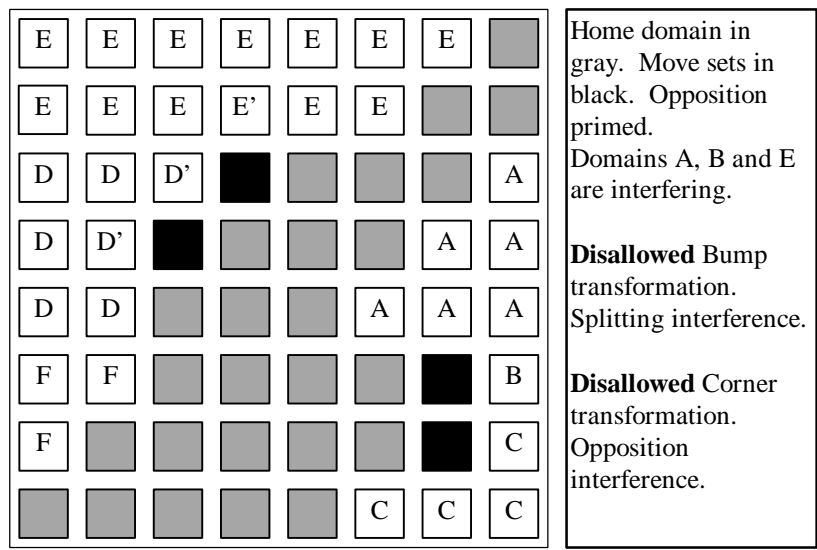 E E E E E E E
E E E E’ E E
D D D’ A
D D’ A A
D D A A A
F F B
F C
C C C
Home domain in
gray. Move sets in
black. Opposition
primed.
Domains A, B and E
are interfering.
Disallowed Bump
transformation.
Splitting interference.
Disallowed Corner
transformation.
Opposition
interference.